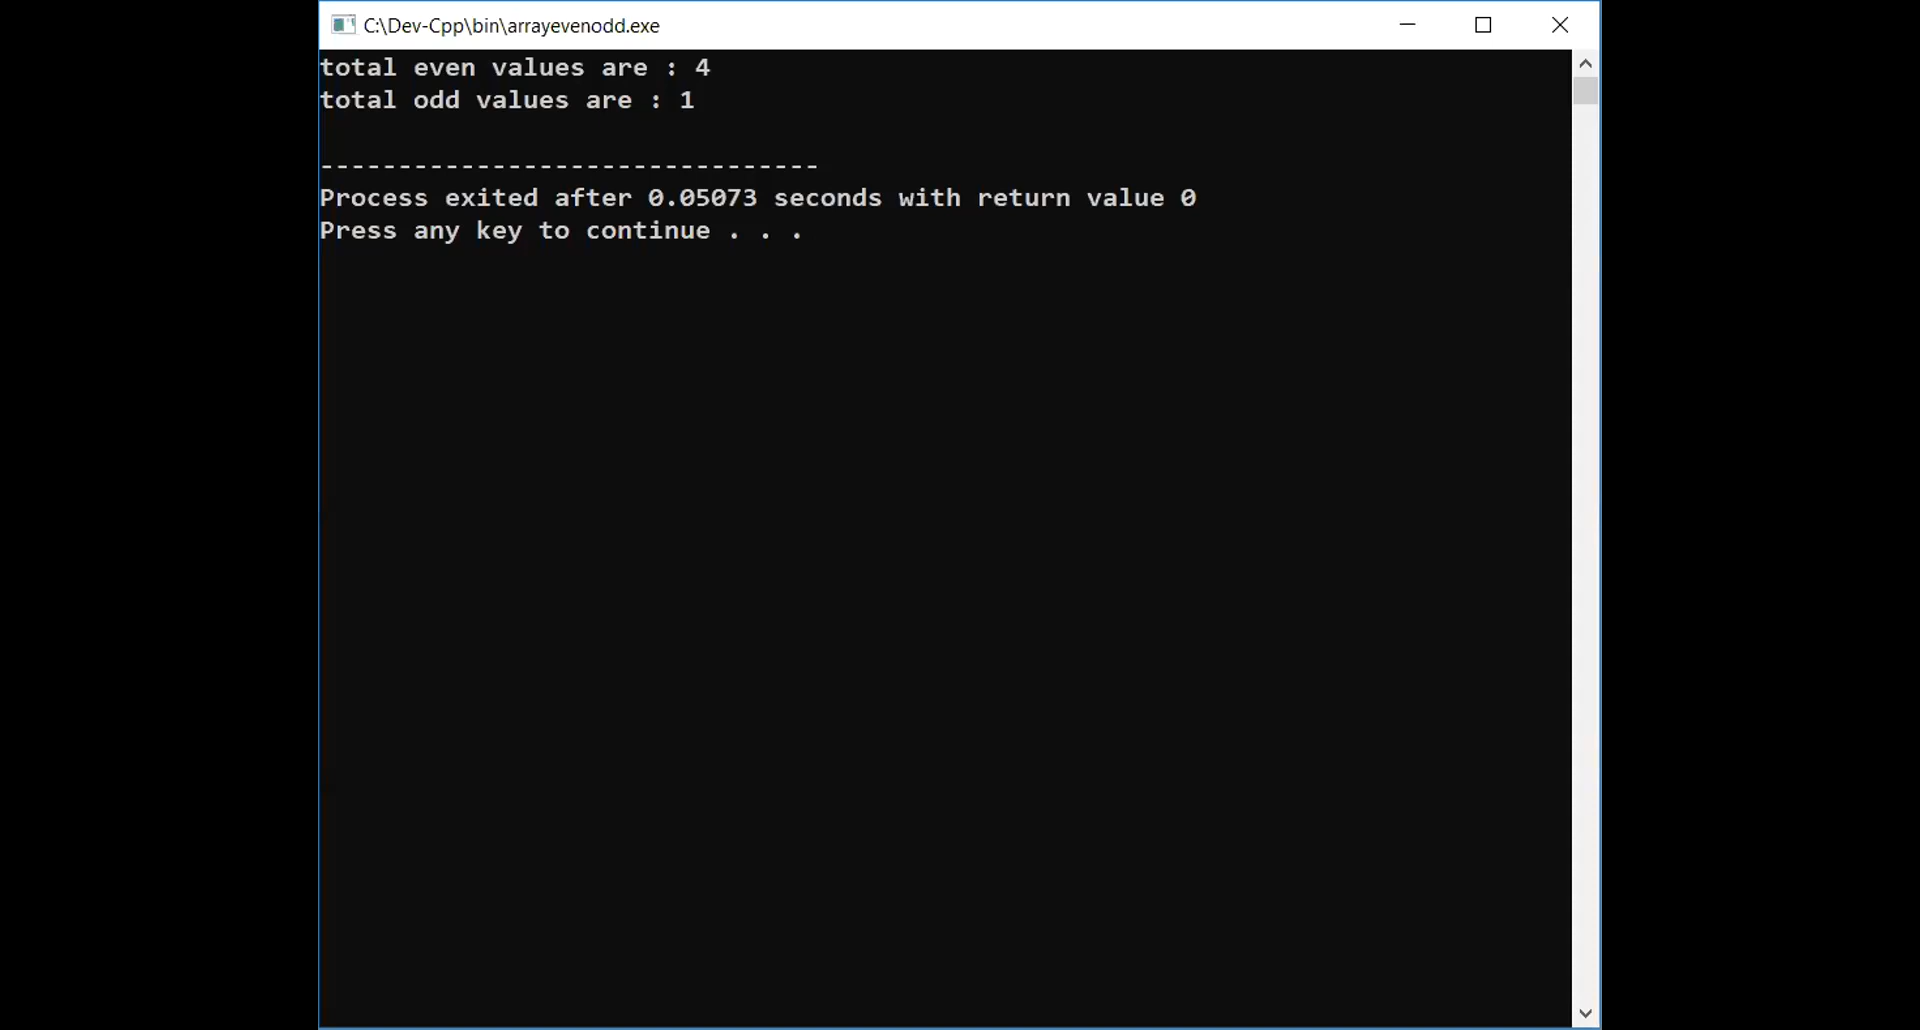 C:\Dev-Cpp\bin\arrayevenodd.exe
total even values are : 4
total odd values are : 1
--------------------------------
Process exited after 0.05073 seconds with return value 0
Press any key to continue . . .